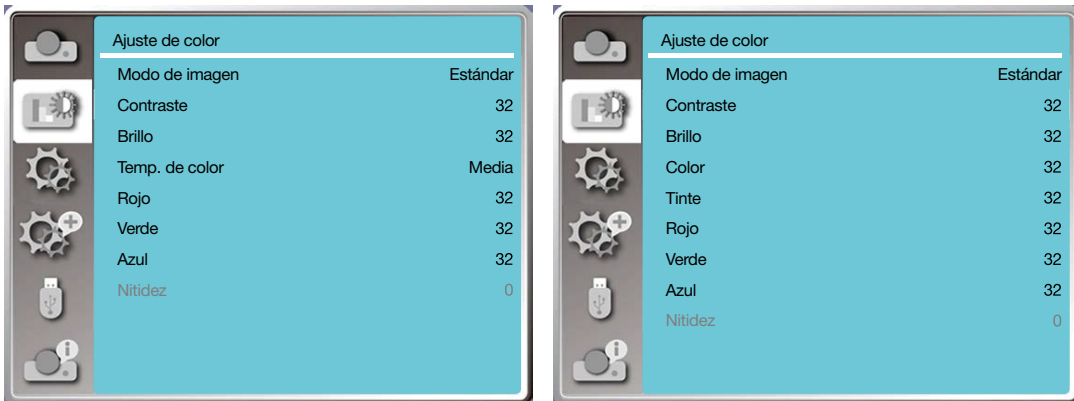 Ajuste de color
Modo de imagen Estándar
Contraste 32
Brillo 32
Temp. de color Media
Rojo 32
Verde 32
Azul 32
Nitidez 0
Ajuste de color
Modo de imagen Estándar
Contraste 32
Brillo 32
Color 32
Tinte 32
Rojo 32
Verde 32
Azul 32
Nitidez 0